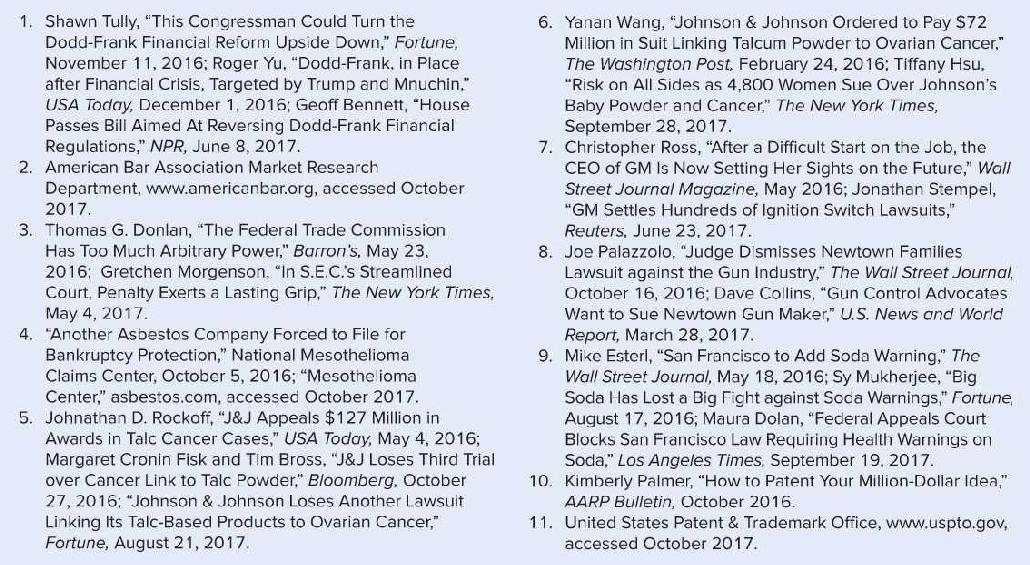 1. Shawn Tully, “This Congressman Could Turn the
Dodd-Frank Financial Reform Upside Down,” Fortune,
November 11, 2016; Roger Yu, “Dodd-Frank, in Place
after Financial Crisis, Targeted by Trump and Mnuchin,”
USA Today, December 1, 2016; Geoff Bennett, “House
Passes Bill Aimed At Reversing Dodd-Frank Financial
Regulations,” NPR, June 8, 2017.
2. American Bar Association Market Research
Department, www.americanbar.org, accessed October
2017.
3. Thomas G. Donlan, “The Federal Trade Commission
Has Too Much Arbitrary Power,” Barron’s, May 23,
2016; Gretchen Morgenson, “In S.E.C.’s Streamlined
Court, Penalty Exerts a Lasting Grip,” The New York Times,
May 4, 2017.
4. “Another Asbestos Company Forced to File for
Bankruptcy Protection,” National Mesothelioma
Claims Center, October 5, 2016; “Mesothelioma
Center,” asbestos.com, accessed October 2017.
5. Johnathan D. Rockoff, “J&J Appeals $127 Million in
Awards in Talc Cancer Cases,” USA Today, May 4, 2016;
Margaret Cronin Fisk and Tim Bross, “J&J Loses Third Trial
over Cancer Link to Talc Powder,” Bloomberg, October
27, 2016; “Johnson & Johnson Loses Another Lawsuit
Linking Its Talc-Based Products to Ovarian Cancer,”
Fortune, August 21, 2017.
6. Yanan Wang, “Johnson & Johnson Ordered to Pay $72
Million in Suit Linking Talcum Powder to Ovarian Cancer,”
The Washington Post, February 24, 2016; Tiffany Hsu,
“Risk on All Sides as 4,800 Women Sue Over Johnson’s
Baby Powder and Cancer,” The New York Times,
September 28, 2017.
7. Christopher Ross, “After a Difficult Start on the Job, the
CEO of GM Is Now Setting Her Sights on the Future,” Wall
Street Journal Magazine, May 2016; Jonathan Stempel,
“GM Settles Hundreds of Ignition Switch Lawsuits,”
Reuters, June 23, 2017.
8. Joe Palazzolo, “Judge Dismisses Newtown Families
Lawsuit against the Gun Industry,” The Wall Street Journal,
October 16, 2016; Dave Collins, “Gun Control Advocates
Want to Sue Newtown Gun Maker,” U.S. News and World
Report, March 28, 2017.
9. Mike Esterl, “San Francisco to Add Soda Warning,” The
Wall Street Journal, May 18, 2016; Sy Mukherjee, “Big
Soda Has Lost a Big Fight against Soda Warnings,” Fortune,
August 17, 2016; Maura Dolan, “Federal Appeals Court
Blocks San Francisco Law Requiring Health Warnings on
Soda,” Los Angeles Times, September 19, 2017.
10. Kimberly Palmer, “How to Patent Your Million-Dollar Idea,”
AARP Bulletin, October 2016.
11. United States Patent & Trademark Office, www.uspto.gov,
accessed October 2017.